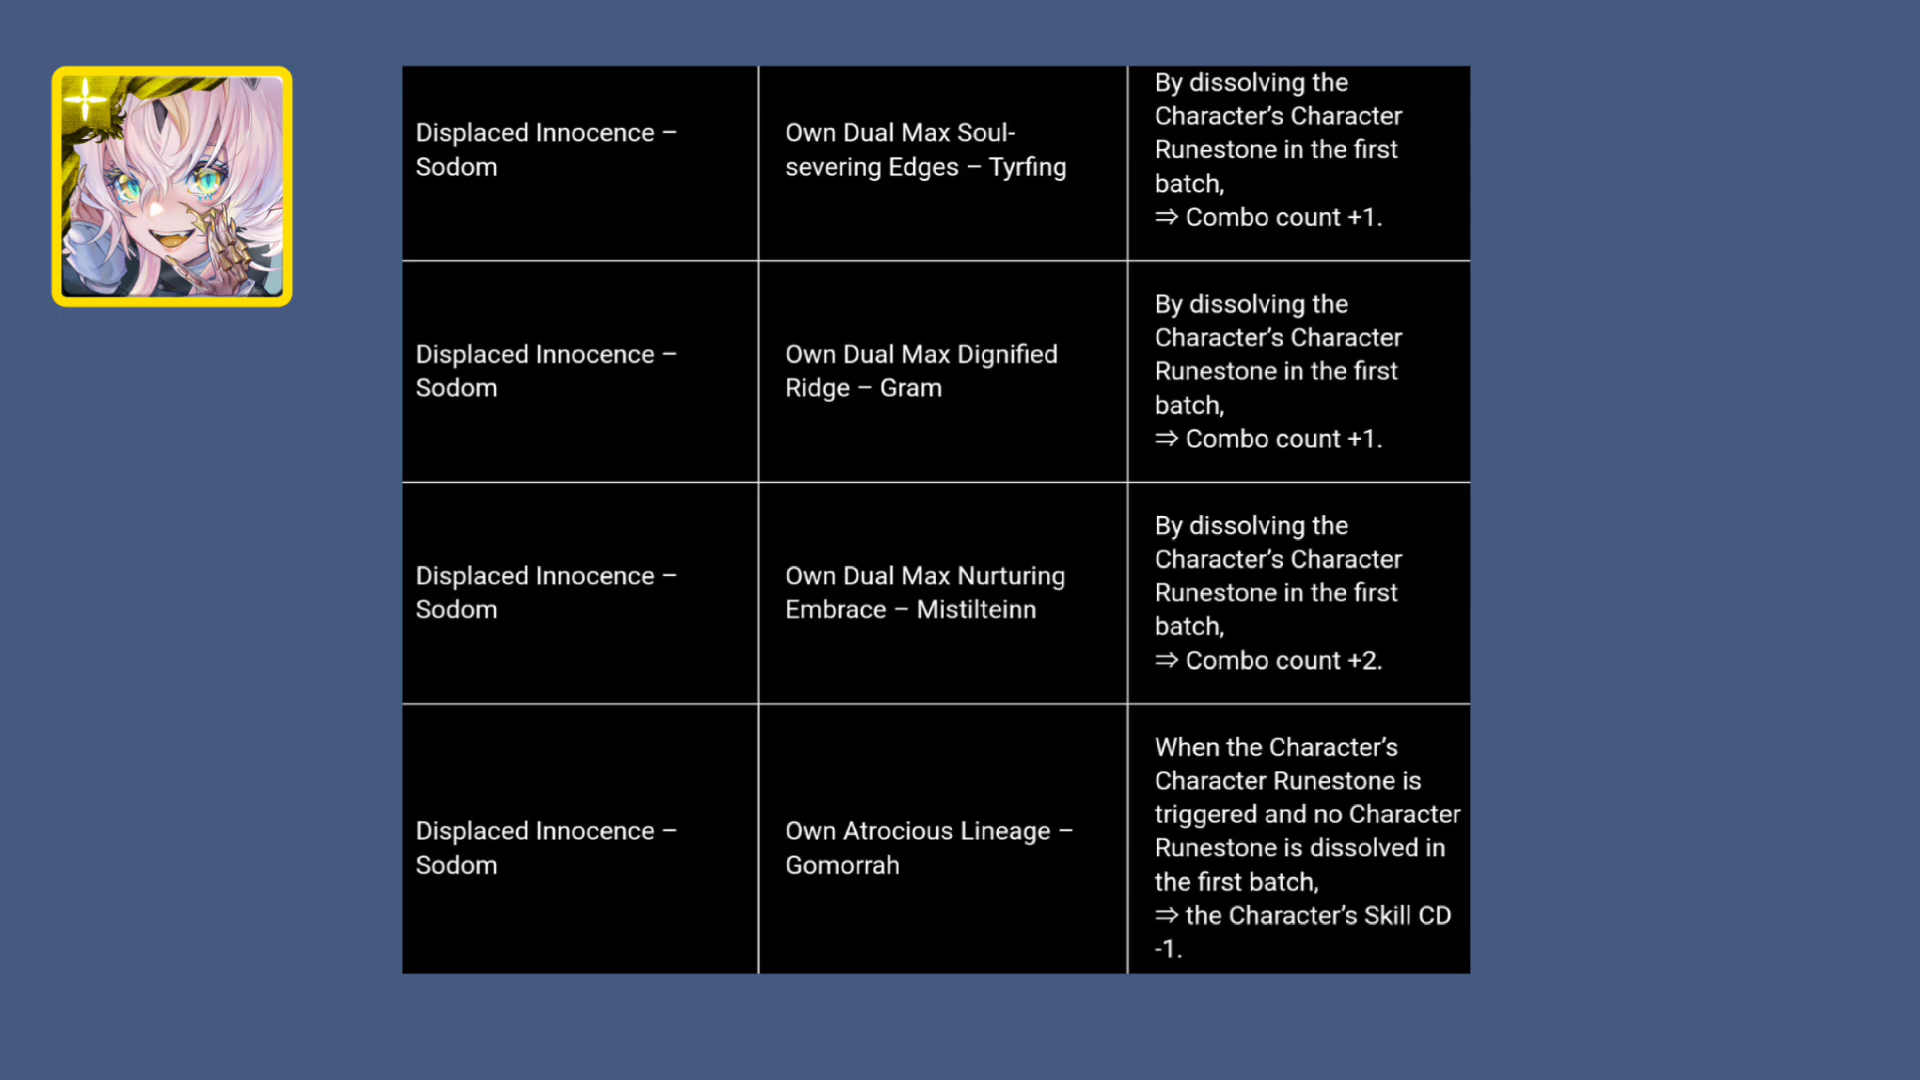 Displaced Innocence –
Sodom
Own Dual Max Soul-
severing Edges – Tyrfing
By dissolving the
Character’s Character
Runestone in the first
batch,
⇒ Combo count +1.
Displaced Innocence –
Sodom
Own Dual Max Dignified
Ridge – Gram
By dissolving the
Character’s Character
Runestone in the first
batch,
⇒ Combo count +1.
Displaced Innocence –
Sodom
Own Dual Max Nurturing
Embrace – Mistilteinn
By dissolving the
Character’s Character
Runestone in the first
batch,
⇒ Combo count +2.
Displaced Innocence –
Sodom
Own Atrocious Lineage –
Gomorrah
When the Character’s
Character Runestone is
triggered and no Character
Runestone is dissolved in
the first batch,
⇒ the Character’s Skill CD
-1.